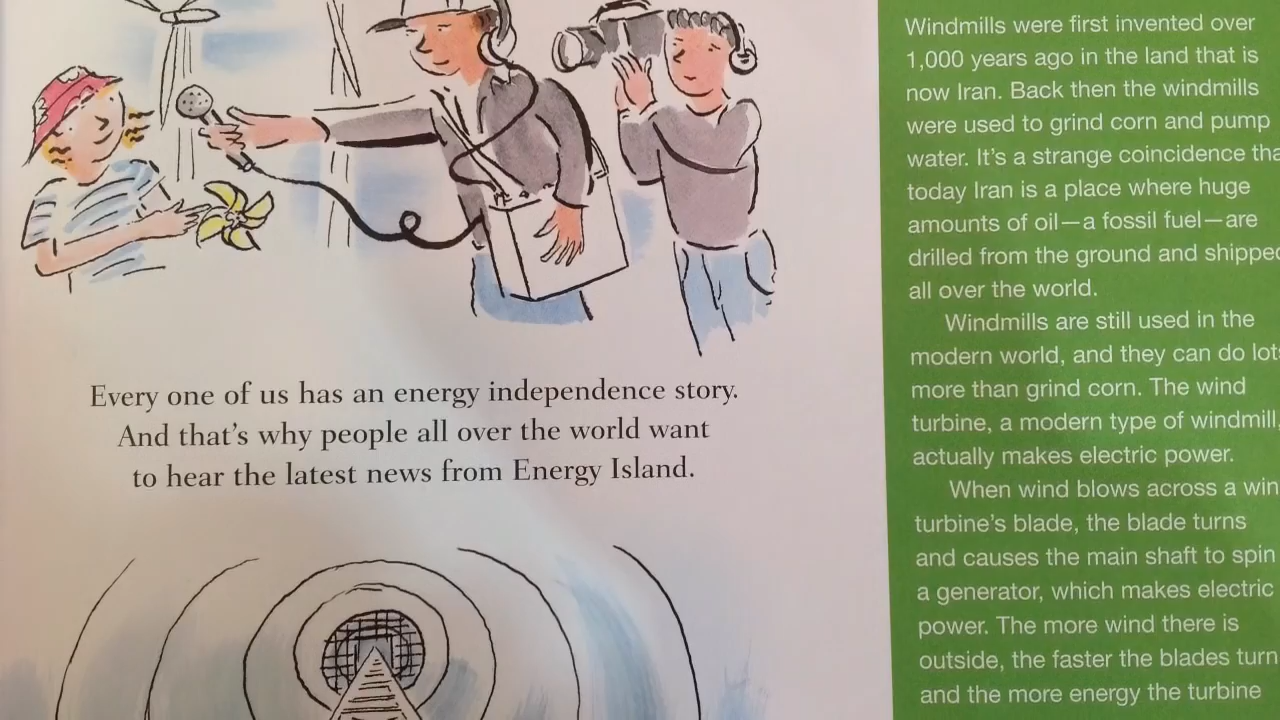 Every one of us has an energy independence story.
And that's why people all over the world want
to hear the latest news from Energy Island.
Windmills were first invented over
1,000 years ago in the land that is
now Iran. Back then the windmills
were used to grind corn and pump
water. It's a strange coincidence tha
today Iran is a place where huge
amounts of oil—a fossil fuel—are
drilled from the ground and shipped
all over the world.
Windmills are still used in the
modern world, and they can do lots
more than grind corn. The wind
turbine, a modern type of windmill,
actually makes electric power.
When wind blows across a win
turbine's blade, the blade turns
and causes the main shaft to spin
a generator, which makes electric
power. The more wind there is
outside, the faster the blades turn
and the more energy the turbine